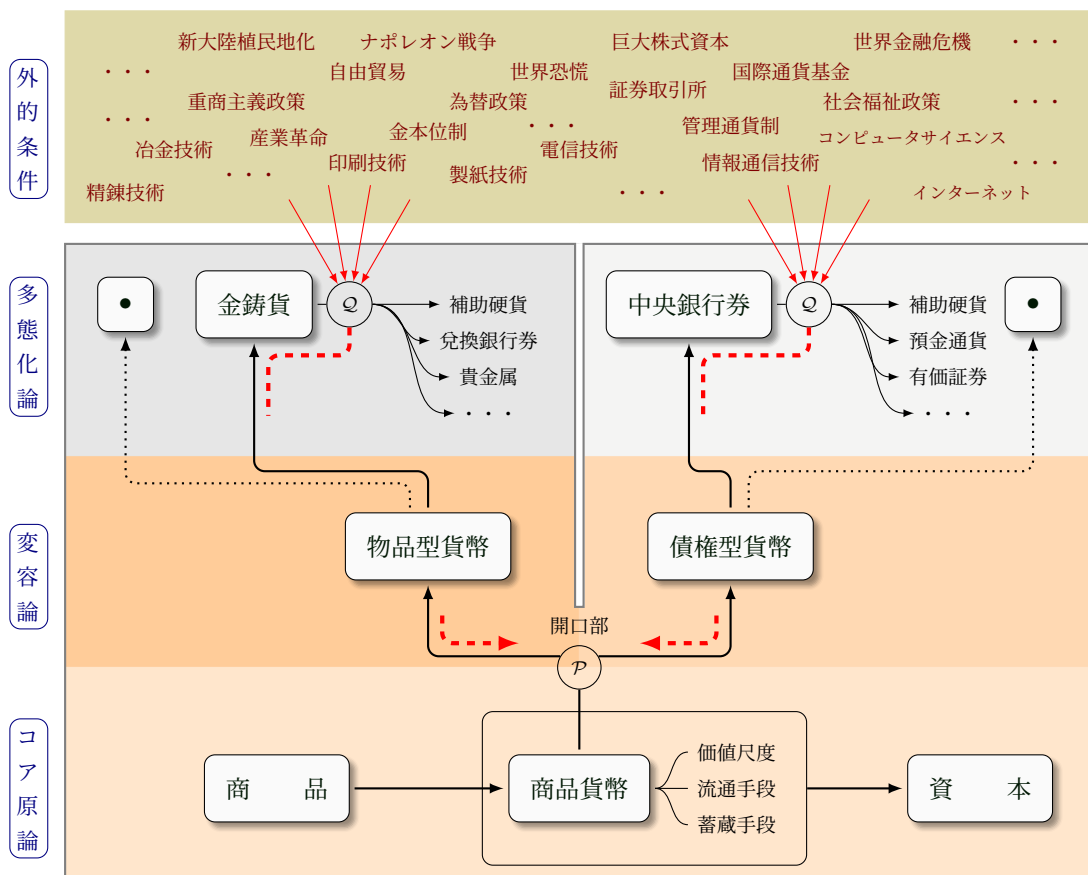 外的条件
新大陸植民地化
ナポレオン戦争
巨大株式資本
世界金融危機
・・・
・・・
自由貿易
世界恐慌
証券取引所
国際通貨基金
重商主義政策
為替政策
社会福祉政策
・・・
・・・
産業革命
金本位制
・・・
管理通貨制
コンピュータサイエンス
冶金技術
印刷技術
電信技術
情報通信技術
・・・
・・・
製紙技術
精錬技術
・・・
インターネット
多態化論
●
金鋳貨
Q
補助硬貨
兌換銀行券
貴金属
・・・
中央銀行券
Q
補助硬貨
預金通貨
有価証券
・・・
●
変容論
物品型貨幣
債権型貨幣
開口部
P
コア原論
商 品
商品貨幣
価値尺度
流通手段
蓄蔵手段
資 本